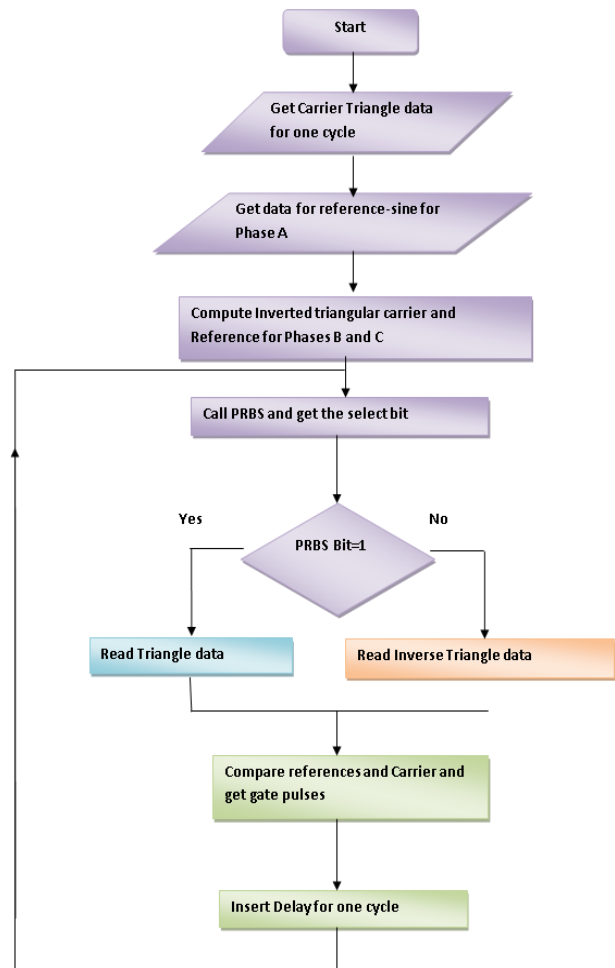 Start
Get Carrier Triangle data
for one cycle
Get data for reference-sine for
Phase A
Compute Inverted triangular carrier and
Reference for Phases B and C
Call PRBS and get the select bit
Yes
No
PRBS Bit=1
Read Triangle data
Read Inverse Triangle data
Compare references and Carrier and
get gate pulses
Insert Delay for one cycle